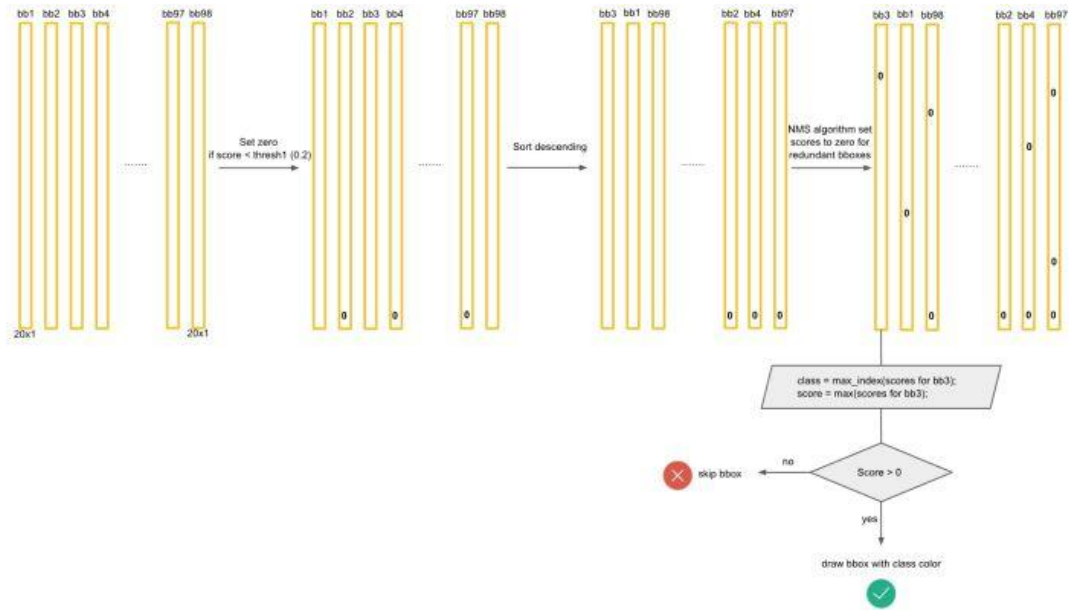 bb1 bb2 bb3 bb4 bb97 bb98
20x1 20x1
.......
Set zero
if score < thresh1 (0.2)
bb1 bb2 bb3 bb4 bb97 bb98
.......
0 0 0
Sort descending
bb3 bb1 bb98 bb2 bb4 bb97
.......
0 0 0
NMS algorithm set
scores to zero for
redundant bboxes
bb3 bb1 bb98 bb2 bb4 bb97
0
0
0
0
.......
0
0
0 0 0 0
class = max_index(scores for bb3);
score = max(scores for bb3);
Score > 0
no
skip bbox
yes
draw bbox with class color